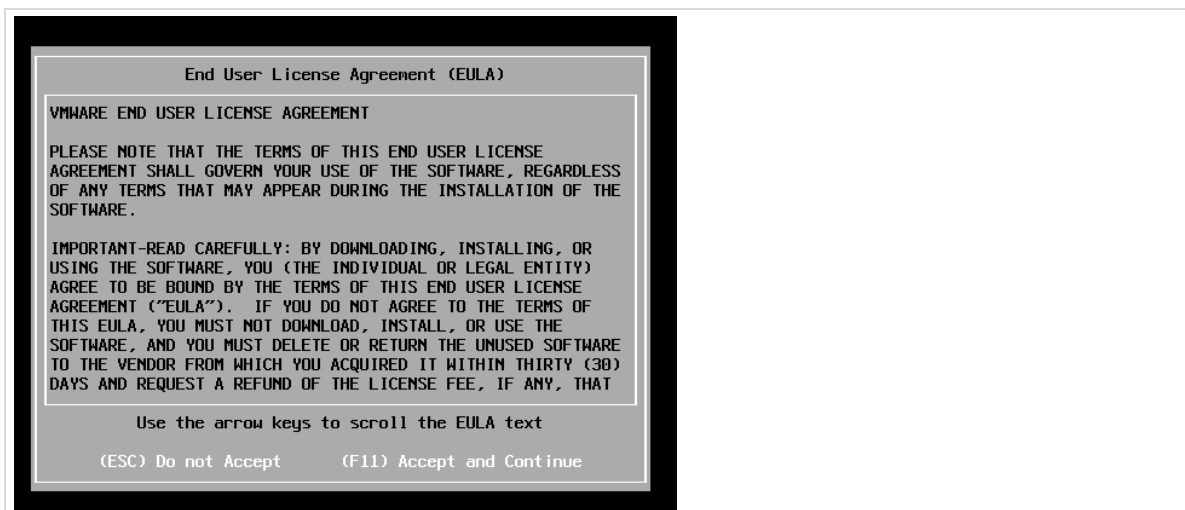 End User License Agreement (EULA)
VMWARE END USER LICENSE AGREEMENT
PLEASE NOTE THAT THE TERMS OF THIS END USER LICENSE
AGREEMENT SHALL GOVERN YOUR USE OF THE SOFTWARE, REGARDLESS
OF ANY TERMS THAT MAY APPEAR DURING THE INSTALLATION OF THE
SOFTWARE.
IMPORTANT-READ CAREFULLY: BY DOWNLOADING, INSTALLING, OR
USING THE SOFTWARE, YOU (THE INDIVIDUAL OR LEGAL ENTITY)
AGREE TO BE BOUND BY THE TERMS OF THIS END USER LICENSE
AGREEMENT ("EULA"). IF YOU DO NOT AGREE TO THE TERMS OF
THIS EULA, YOU MUST NOT DOWNLOAD, INSTALL, OR USE THE
SOFTWARE, AND YOU MUST DELETE OR RETURN THE UNUSED SOFTWARE
TO THE VENDOR FROM WHICH YOU ACQUIRED IT WITHIN THIRTY (30)
DAYS AND REQUEST A REFUND OF THE LICENSE FEE, IF ANY, THAT
Use the arrow keys to scroll the EULA text
(ESC) Do not Accept (F11) Accept and Continue